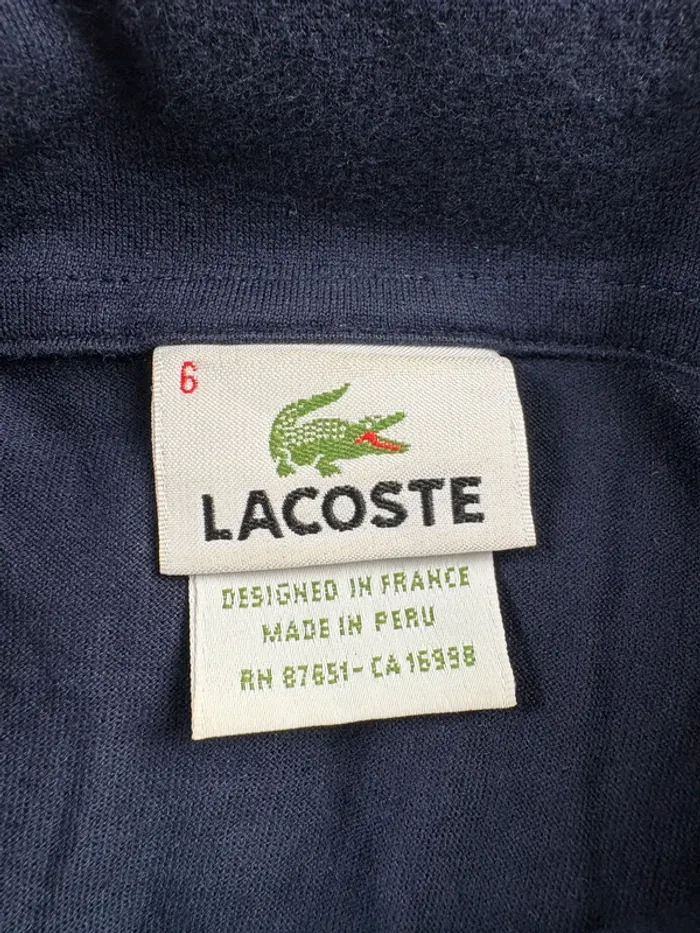 6
LACOSTE
DESIGNED IN FRANCE
MADE IN PERU
RN 87651-CA 16998